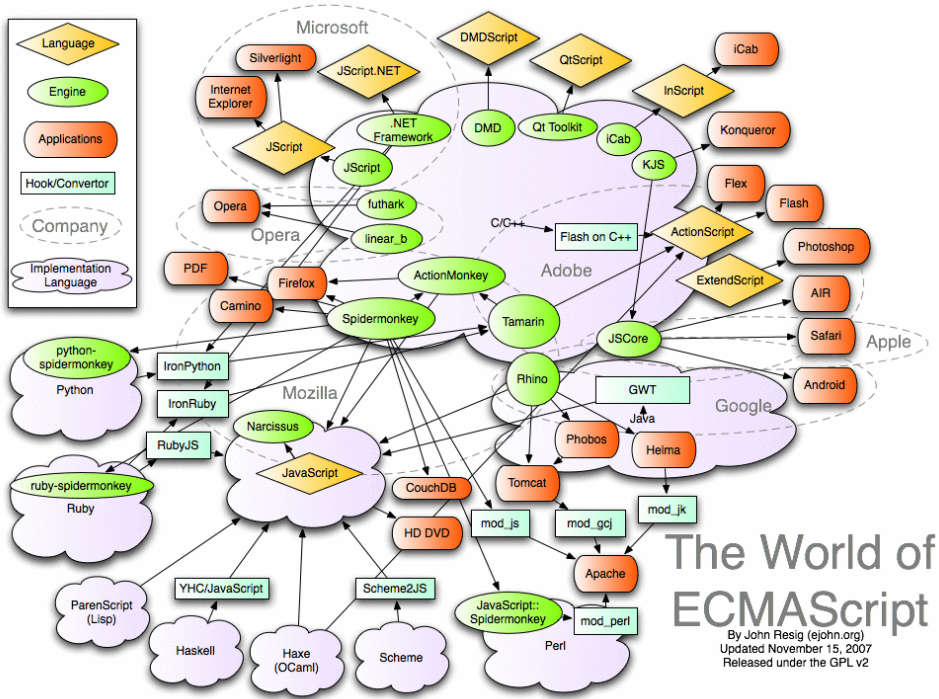 Language
Engine
Applications
Hook/Convertor
Company
Implementation
Language
Microsoft
Silverlight
Internet
Explorer
JScript
JScript.NET
.NET
Framework
JScript
DMDScript
DMD
QtScript
Qt Toolkit
InScript
iCab
iCab
KJS
Konqueror
Opera
Opera
futhark
linear_b
C/C++
Flash on C++
ActionScript
Flex
Flash
Photoshop
Adobe
ExtendScript
AIR
PDF
Firefox
Camino
ActionMonkey
Spidermonkey
Tamarin
JSCore
Safari
Apple
Android
python-
spidermonkey
Python
IronPython
IronRuby
RubyJS
ruby-spidermonkey
Ruby
Mozilla
Narcissus
JavaScript
Rhino
GWT
Java
Google
Phobos
Helma
Tomcat
CouchDB
HD DVD
mod_js
mod_gcj
mod_jk
Apache
ParenScript
(Lisp)
YHC/JavaScript
Haskell
Haxe
(OCaml)
Scheme2JS
Scheme
JavaScript::
Spidermonkey
mod_perl
Perl
The World of
ECMAScript
By John Resig (ejohn.org)
Updated November 15, 2007
Released under the GPL v2